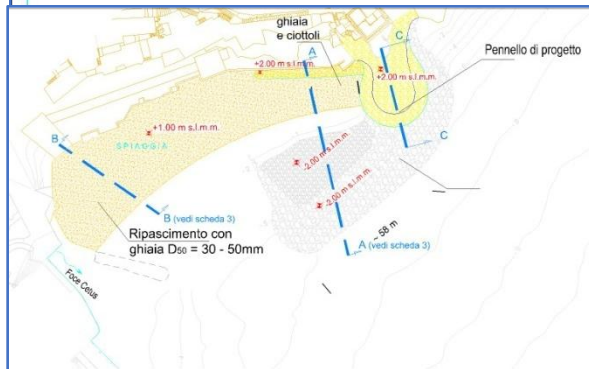 ghiaia
e ciottoli
A
C
Pennello di progetto
+2.00 m s.l.m.m.
+2.00 m s.l.m.m.
+1.00 m s.l.m.m.
SPIAGGIA
B
C
-2.00 m s.l.m.m.
-2.00 m s.l.m.m.
B (vedi scheda 3)
~ 58 m
Ripascimento con
ghiaia D50 = 30 - 50mm
A (vedi scheda 3)
Foce Cetus